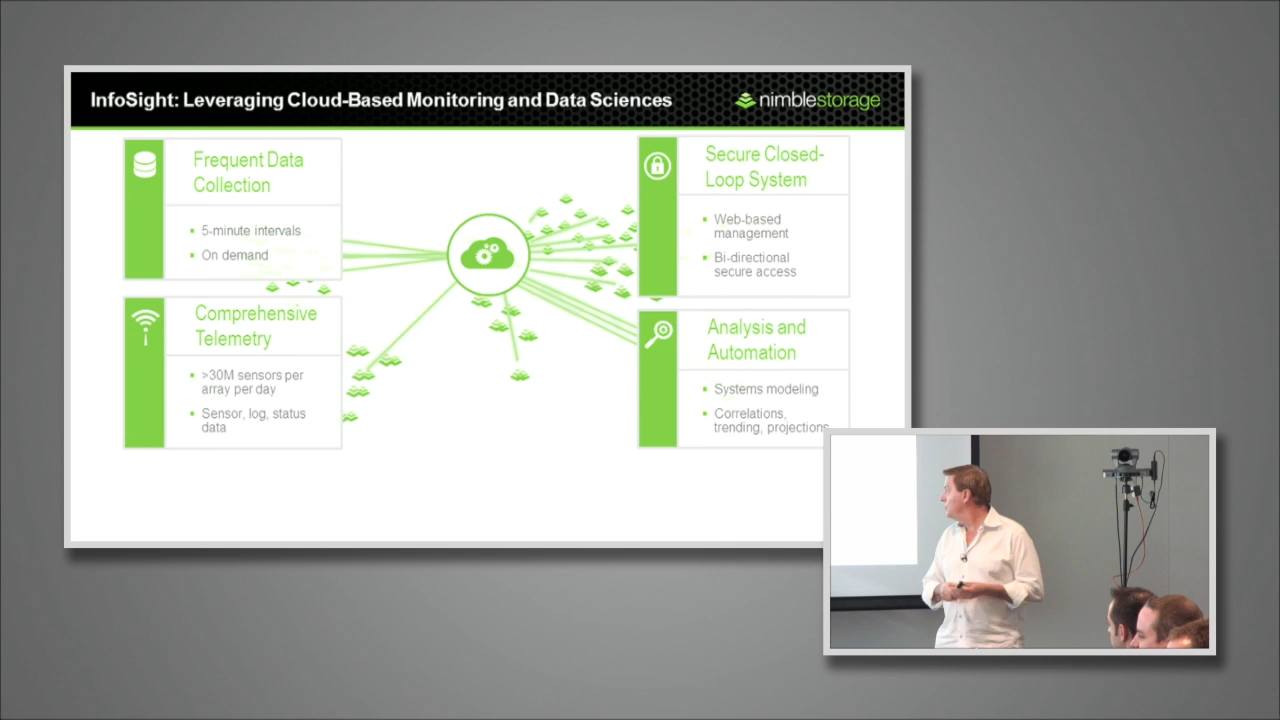 InfoSight: Leveraging Cloud-Based Monitoring and Data Sciences
nimblestorage
Frequent Data
Collection
5-minute intervals
On demand
Comprehensive
Telemetry
>30M sensors per
array per day
Sensor, log, status
data
Secure Closed-
Loop System
Web-based
management
Bi-directional
secure access
Analysis and
Automation
Systems modeling
Correlations,
trending, projections